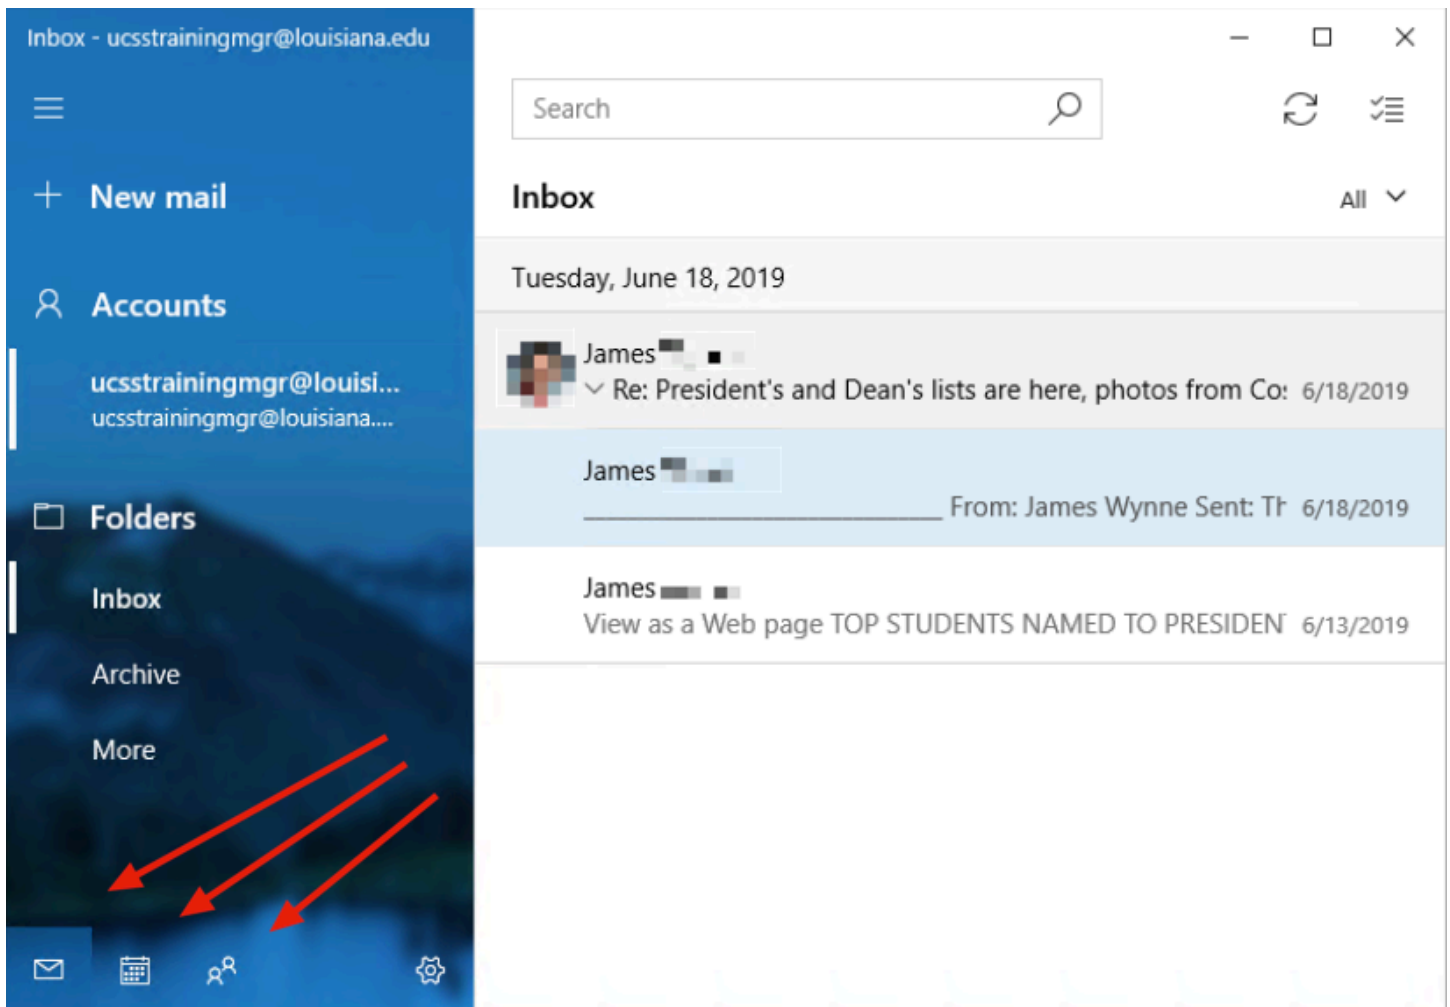 Inbox - ucsstrainingmgr@louisiana.edu
Search
New mail
Inbox
All
Tuesday, June 18, 2019
Accounts
James
Re: President's and Dean's lists are here, photos from Co: 6/18/2019
ucsstrainingmgr@louisi...
ucsstrainingmgr@louisiana....
James
From: James Wynne Sent: Th 6/18/2019
Folders
Inbox
James
View as a Web page TOP STUDENTS NAMED TO PRESIDENT 6/13/2019
Archive
More